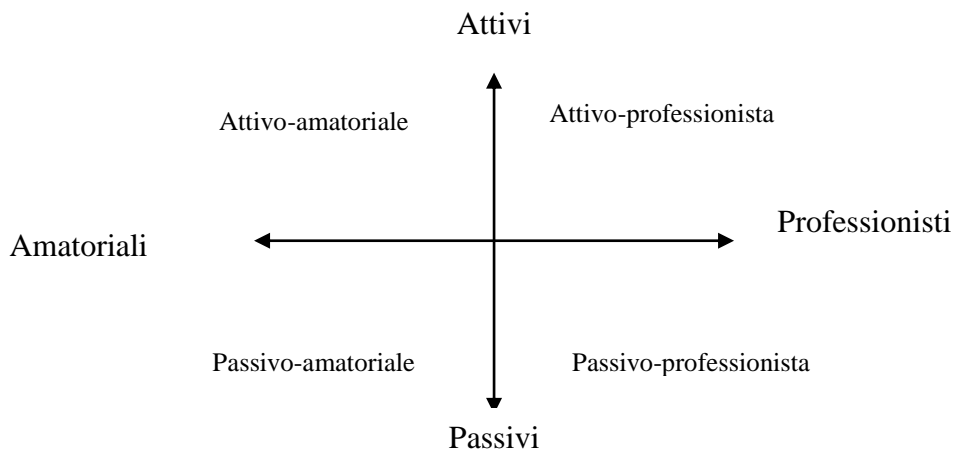 Attivi
Attivo-amatoriale
Attivo-professionista
Professionisti
Amatoriali
Passivo-amatoriale
Passivo-professionista
Passivi